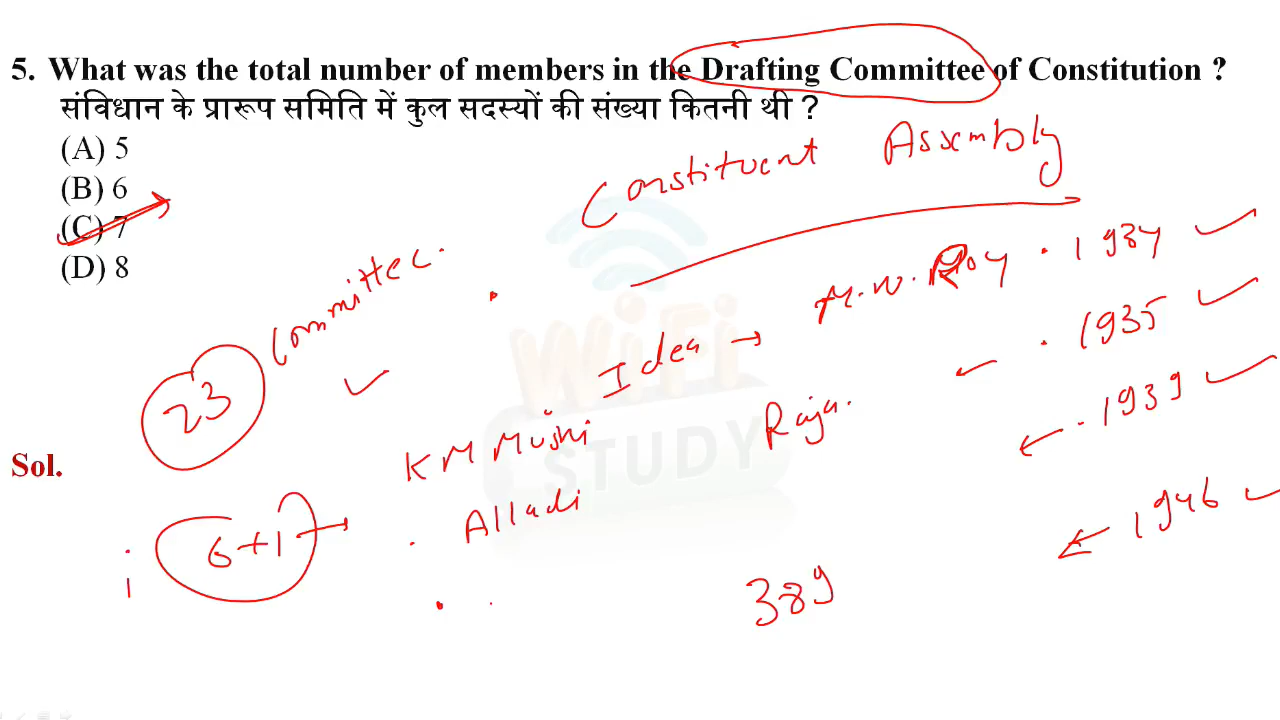 5. What was the total number of members in the Drafting Committee of Constitution ?
संविधान के प्रारूप समिति में कुल सदस्यों की संख्या कितनी थी ?
(A) 5
(B) 6
(C) 7
(D) 8
Constituent Assembly
Committee.
M.N. Roy . 1934
. 1935
Idea →
23
. 1939
Raja.
WiFi
STUDY
KM Mushi
Sol.
. Alladi
1946
6+1
389